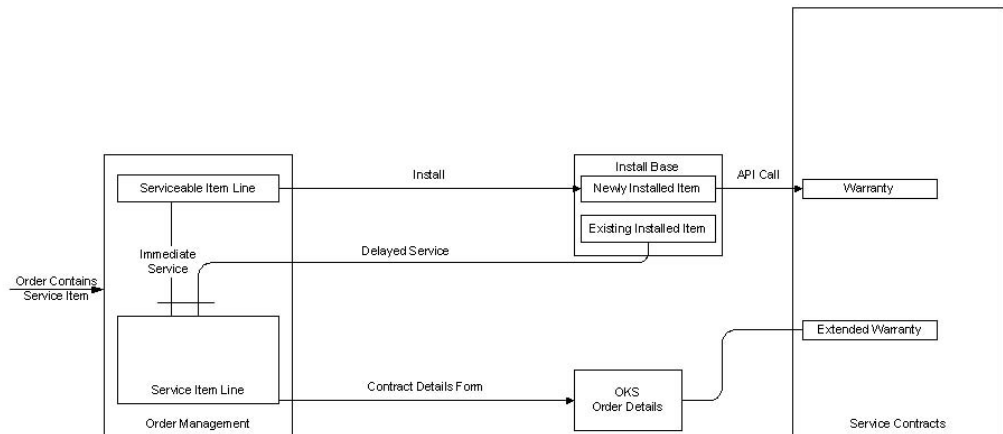 Install Base
Serviceable Item Line
Install
Newly Installed Item
API Call
Warranty
Existing Installed Item
Immediate
Service
Delayed Service
Order Contains
Service Item
Extended Warranty
Service Item Line
Contract Details Form
OKS
Order Details
Order Management
Service Contracts